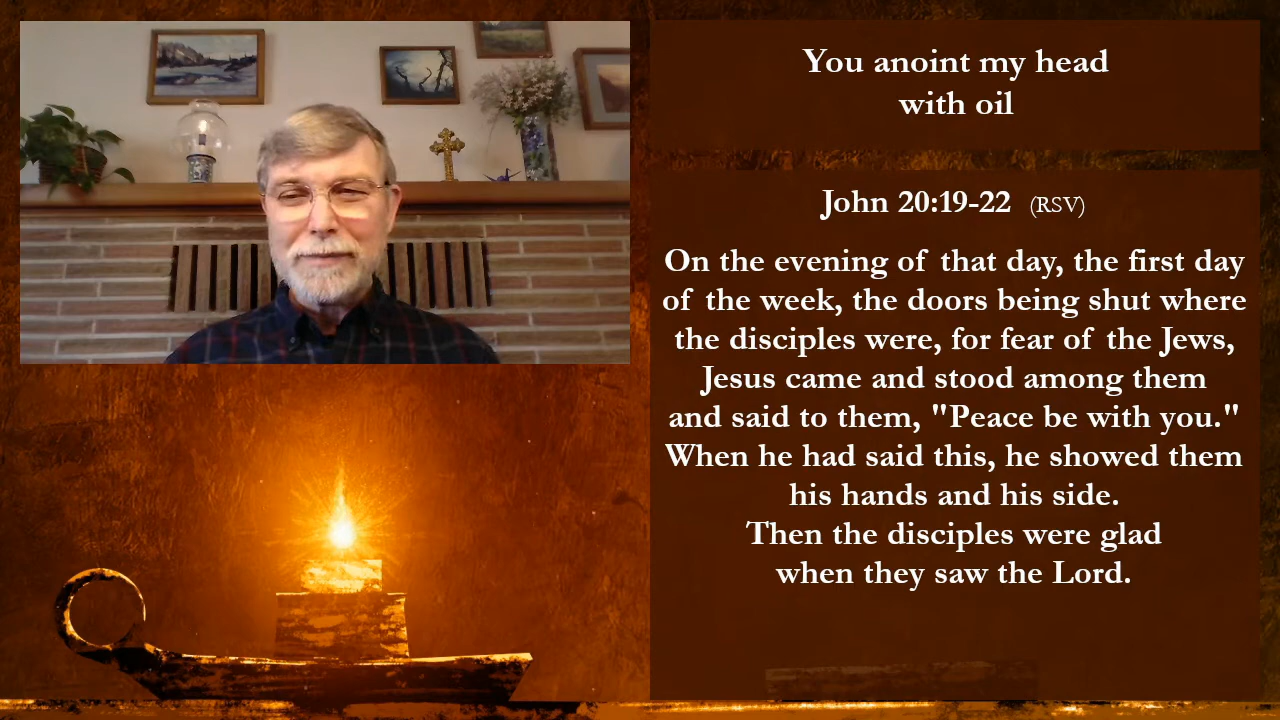 You anoint my head
with oil
John 20:19-22 (RSV)
On the evening of that day, the first day
of the week, the doors being shut where
the disciples were, for fear of the Jews,
Jesus came and stood among them
and said to them, "Peace be with you."
When he had said this, he showed them
his hands and his side.
Then the disciples were glad
when they saw the Lord.